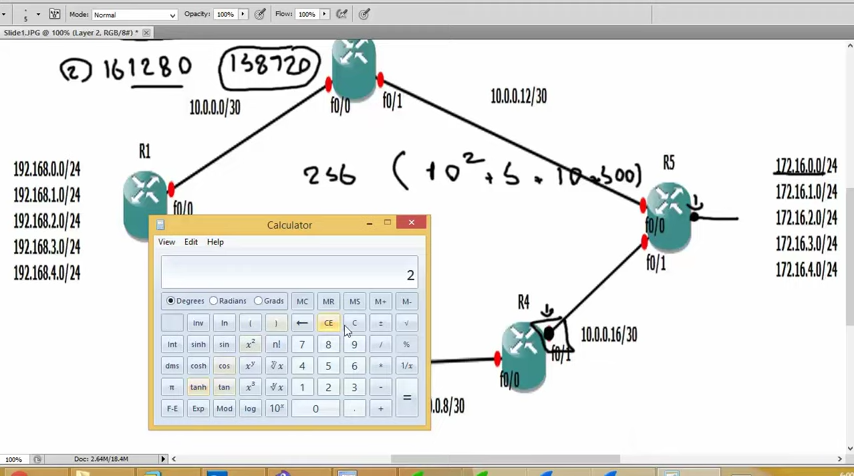 5 Mode: Normal Opacity: 100% Flow: 100%
Slide1.JPG @ 100% (Layer 2, RGB/8#) * ×
(2) 161280 138720
10.0.0.0/30
f0/0
f0/1
10.0.0.12/30
R1
R5
256 ( 10² * 5 * 10 * 500)
192.168.0.0/24
192.168.1.0/24
192.168.2.0/24
192.168.3.0/24
192.168.4.0/24
f0/0
172.16.0.0/24
172.16.1.0/24
172.16.2.0/24
172.16.3.0/24
172.16.4.0/24
f0/0
f0/1
Calculator
View Edit Help
2
Degrees Radians Grads MC MR MS M+ M-
Inv ln ( ) ← CE C ± √
Int sinh sin x² n! 7 8 9 / %
dms cosh cos xʸ ʸ√x 4 5 6 * 1/x
π tanh tan x³ ³√x 1 2 3 - =
F-E Exp Mod log 10ˣ 0 . +
R4
f0/1
10.0.0.16/30
f0/0
.0.8/30
100% Doc: 2.64M/18.4M